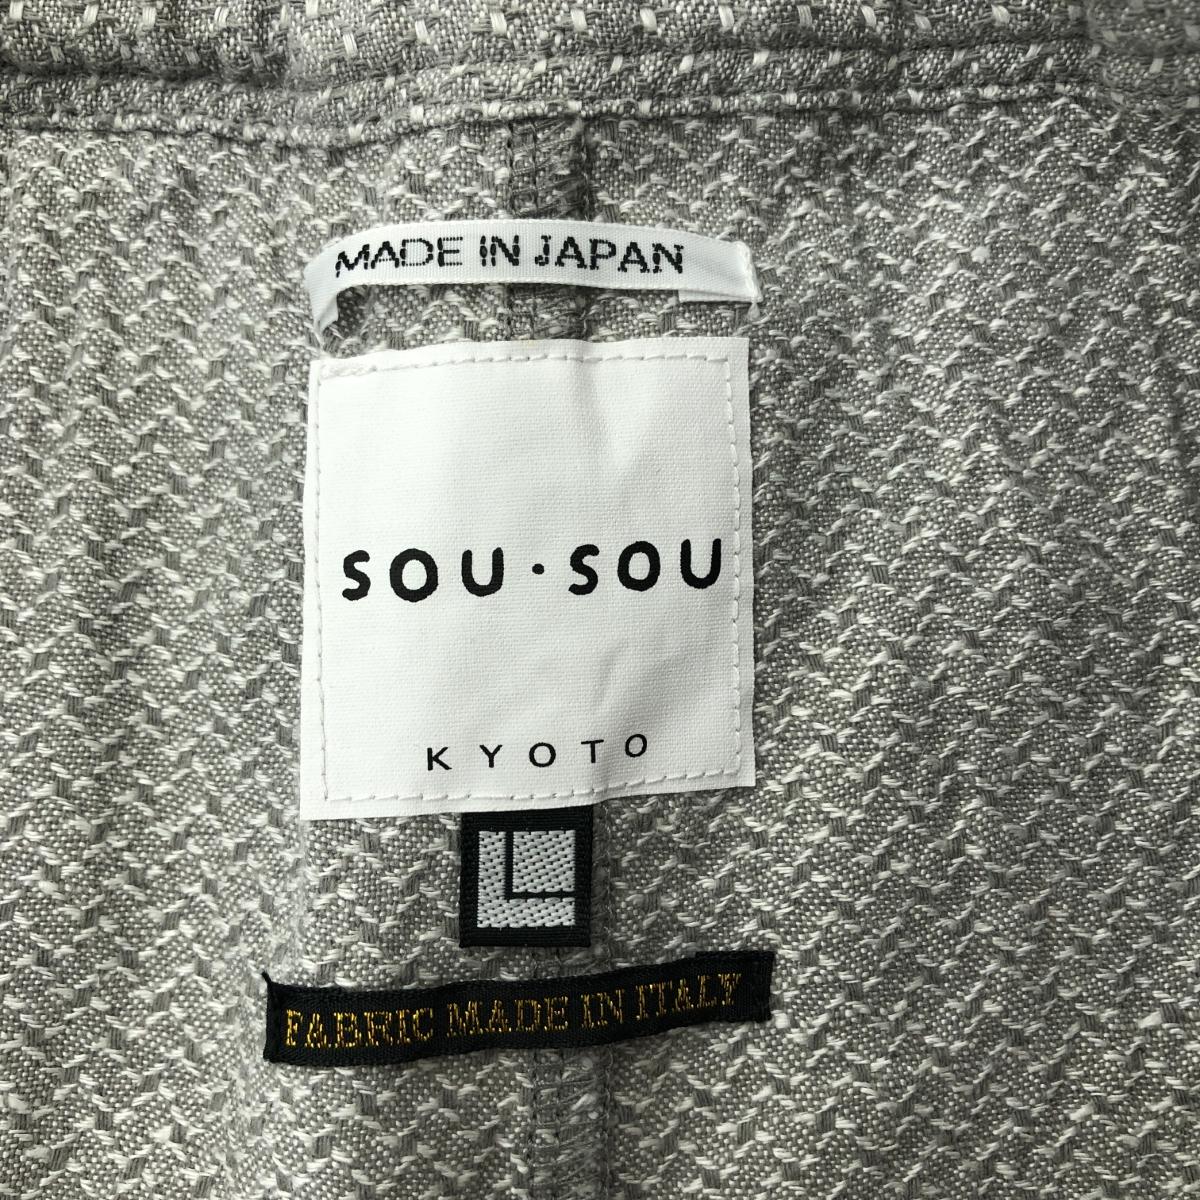 MADE IN JAPAN
SOU・SOU
KYOTO
L
FABRIC MADE IN ITALY